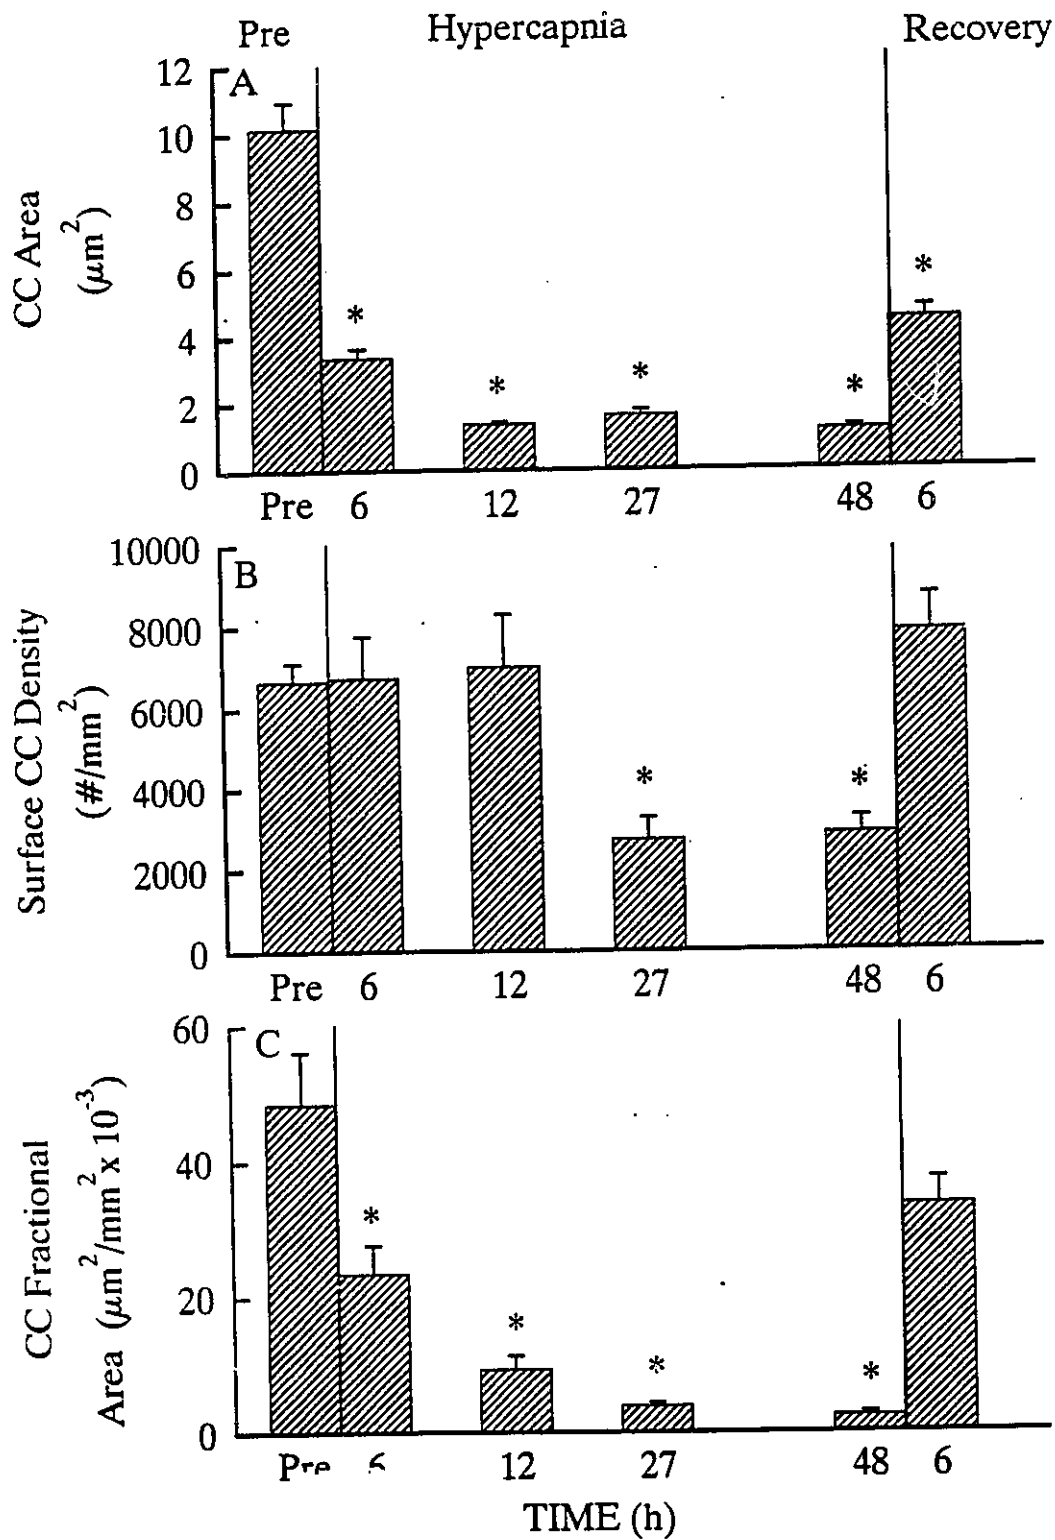 Pre Hypercapnia Recovery
A
12
10
8
6
4
2
0
CC Area
(μm²)
* * * * *
Pre 6 12 27 48 6
B
10000
8000
6000
4000
2000
0
Surface CC Density
(#/mm²)
* *
Pre 6 12 27 48 6
C
60
40
20
0
CC Fractional
Area (μm²/mm² x 10⁻³)
* * * *
12 27 48 6
TIME (h)